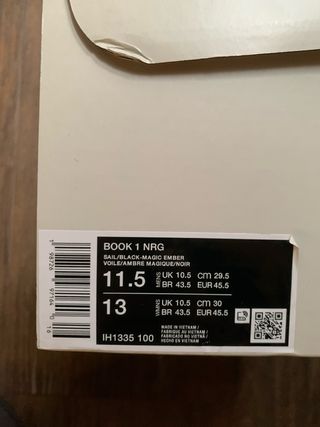 BOOK 1 NRG
SAIL/BLACK-MAGIC EMBER
VOILE/AMBRE MAGIQUE/NOIR
11.5 MENS UK 10.5 cm 29.5
BR 43.5 EUR 45.5
13 WMNS UK 10.5 cm 30
BR 43.5 EUR 45.5
IH1335 100
MADE IN VIETNAM /
FABRIQUÉ AU VIETNAM /
FABRICADO NO VIETNÃ /
HECHO EN VIETNAM